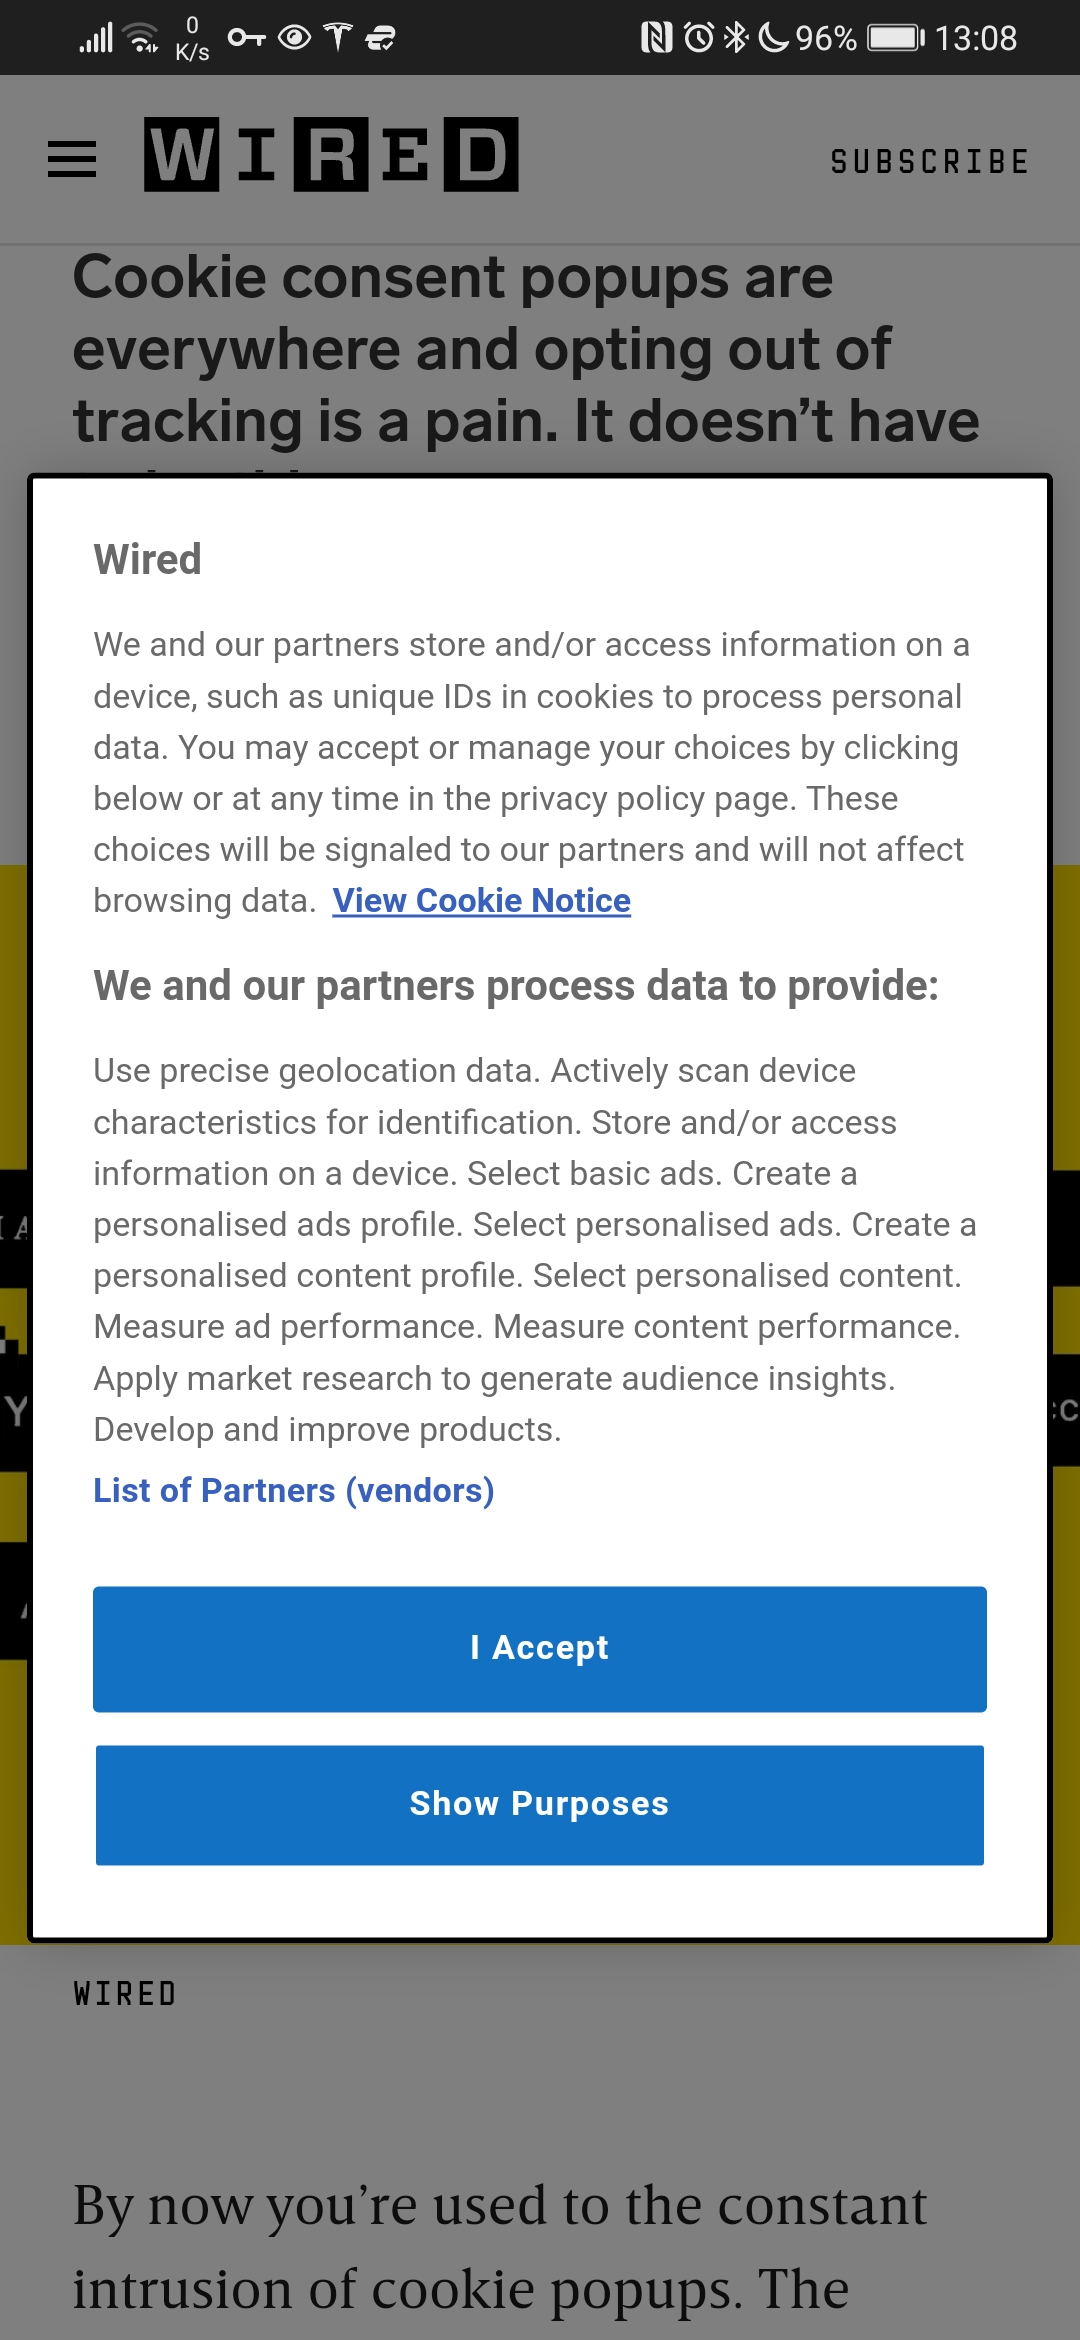 0
K/s
96%
13:08
WIRED
SUBSCRIBE
Cookie consent popups are
everywhere and opting out of
tracking is a pain. It doesn’t have
Wired
We and our partners store and/or access information on a
device, such as unique IDs in cookies to process personal
data. You may accept or manage your choices by clicking
below or at any time in the privacy policy page. These
choices will be signaled to our partners and will not affect
browsing data. View Cookie Notice
We and our partners process data to provide:
Use precise geolocation data. Actively scan device
characteristics for identification. Store and/or access
information on a device. Select basic ads. Create a
personalised ads profile. Select personalised ads. Create a
personalised content profile. Select personalised content.
Measure ad performance. Measure content performance.
Apply market research to generate audience insights.
Develop and improve products.
List of Partners (vendors)
I Accept
Show Purposes
WIRED
By now you’re used to the constant
intrusion of cookie popups. The